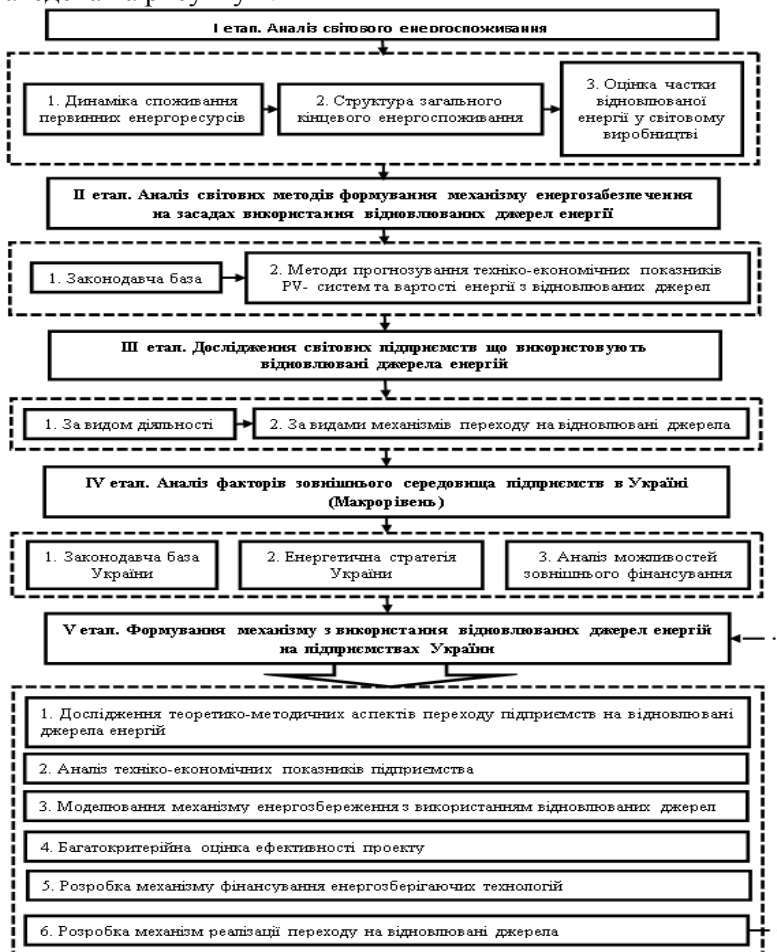 I етап. Аналіз світового енергоспоживання
1. Динаміка споживання
первинних енергоресурсів
2. Структура загального
кінцевого енергоспоживання
3. Оцінка частки
відновлюваної
енергії у світовому
виробництві
II етап. Аналіз світових методів формування механізму енергозабезпечення
на засадах використання відновлюваних джерел енергії
1. Законодавча база
2. Методи прогнозування техніко-економічних показників
PV- систем та вартості енергії з відновлюваних джерел
III етап. Дослідження світових підприємств що використовують
відновлювані джерела енергій
1. За видом діяльності
2. За видами механізмів переходу на відновлювані джерела
IV етап. Аналіз факторів зовнішнього середовища підприємств в Україні
(Макрорівень)
1. Законодавча база
України
2. Енергетична стратегія
України
3. Аналіз можливостей
зовнішнього фінансування
V етап. Формування механізму з використання відновлюваних джерел енергій
на підприємствах України
1. Дослідження теоретико-методичних аспектів переходу підприємств на відновлювані
джерела енергій
2. Аналіз техніко-економічних показників підприємства
3. Моделювання механізму енергозбереження з використанням відновлюваних джерел
4. Багатокритерійна оцінка ефективності проекту
5. Розробка механізму фінансування енергозберігаючих технологій
6. Розробка механізм реалізації переходу на відновлювані джерела